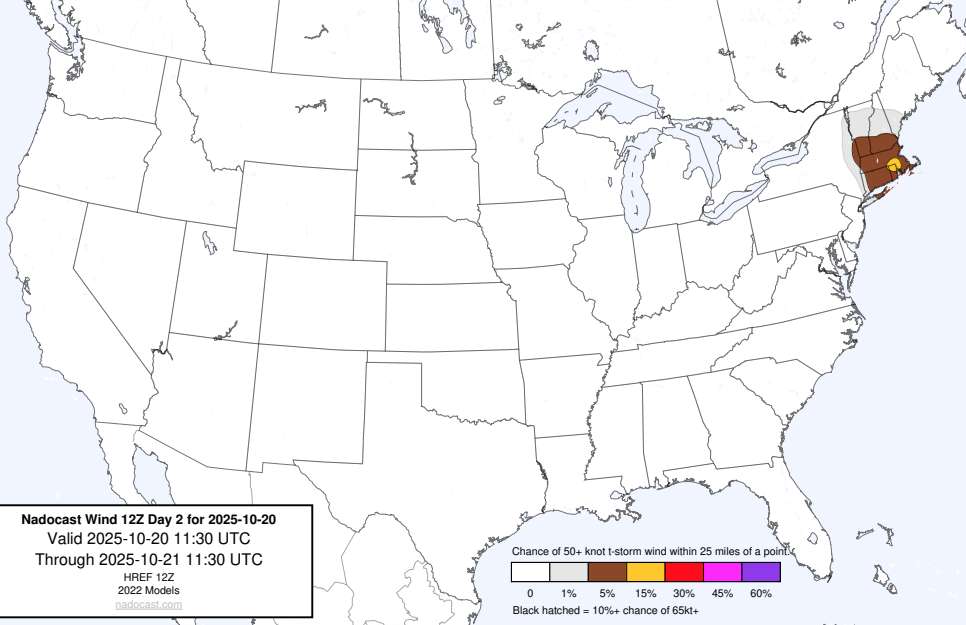 Nadocast Wind 12Z Day 2 for 2025-10-20
Valid 2025-10-20 11:30 UTC
Through 2025-10-21 11:30 UTC
HREF 12Z
2022 Models
nadocast.com
Chance of 50+ knot t-storm wind within 25 miles of a point.
0 1% 5% 15% 30% 45% 60%
Black hatched = 10%+ chance of 65kt+